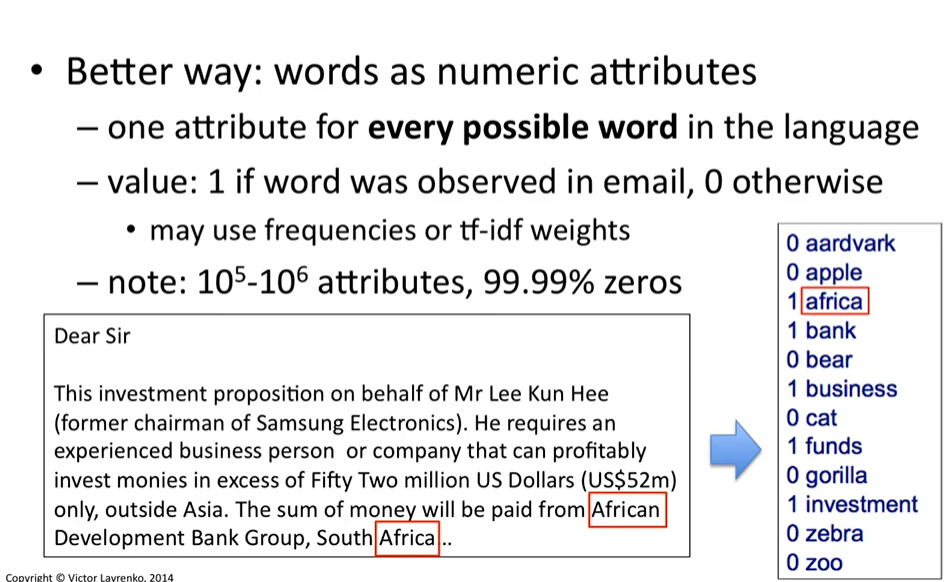 • Better way: words as numeric attributes
– one attribute for every possible word in the language
– value: 1 if word was observed in email, 0 otherwise
• may use frequencies or tf-idf weights
– note: 10⁵-10⁶ attributes, 99.99% zeros
Dear Sir
This investment proposition on behalf of Mr Lee Kun Hee
(former chairman of Samsung Electronics). He requires an
experienced business person or company that can profitably
invest monies in excess of Fifty Two million US Dollars (US$52m)
only, outside Asia. The sum of money will be paid from African
Development Bank Group, South Africa ..
0 aardvark
0 apple
1 africa
1 bank
0 bear
1 business
0 cat
1 funds
0 gorilla
1 investment
0 zebra
0 zoo
Copyright © Victor Lavrenko, 2014